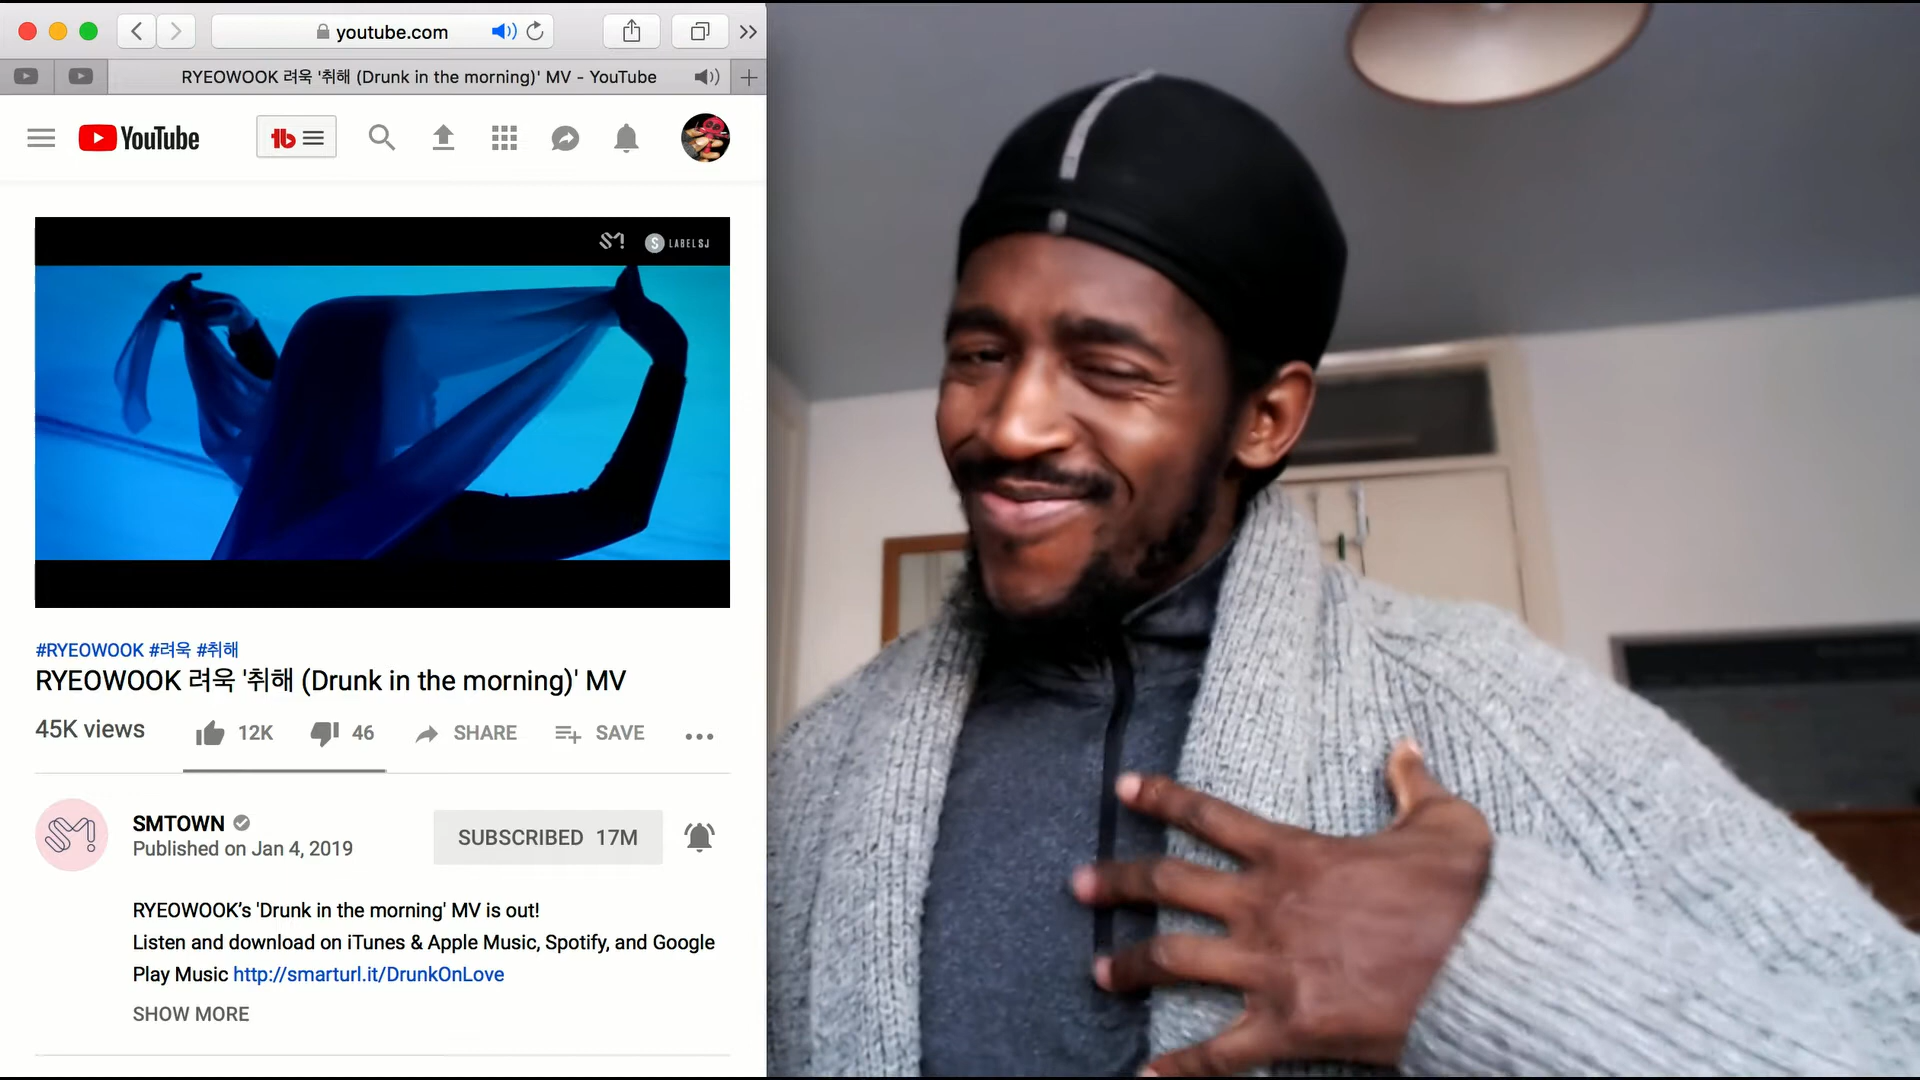 youtube.com
RYEOWOOK 려욱 '취해 (Drunk in the morning)' MV - YouTube
YouTube
SM! S LABELSJ
#RYEOWOOK #려욱 #취해
RYEOWOOK 려욱 '취해 (Drunk in the morning)' MV
45K views 12K 46 SHARE SAVE
SM!
SMTOWN
Published on Jan 4, 2019
SUBSCRIBED 17M
RYEOWOOK's 'Drunk in the morning' MV is out!
Listen and download on iTunes & Apple Music, Spotify, and Google
Play Music http://smarturl.it/DrunkOnLove
SHOW MORE